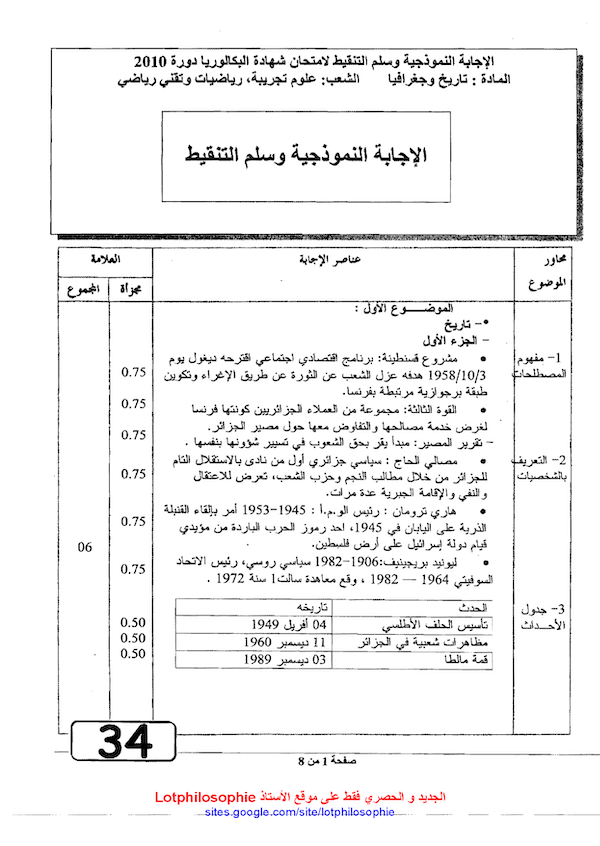 الإجابة النموذجية وسلم التنقيط لامتحان شهادة البكالوريا دورة 2010
المادة : تاريخ وجغرافيا الشعب: علوم تجريبة، رياضيات وتقني رياضي
الإجابة النموذجية وسلم التنقيط
محاور الموضوع
عناصر الإجابة
العلامة
مجزأة
المجموع
الموضـــوع الأول :
*- تاريخ
- الجزء الأول
1- مفهوم المصطلحات
• مشروع قسنطينة: برنامج اقتصادي اجتماعي اقترحه ديغول يوم
1958/10/3 هدفه عزل الشعب عن الثورة عن طريق الإغراء وتكوين
طبقة برجوازية مرتبطة بفرنسا.
0.75
• القوة الثالثة: مجموعة من العملاء الجزائريين كونتها فرنسا
لغرض خدمة مصالحها والتفاوض معها حول مصير الجزائر.
0.75
- تقرير المصير: مبدأ يقر بحق الشعوب في تسيير شؤونها بنفسها .
0.75
2- التعريف بالشخصيات
• مصالي الحاج : سياسي جزائري أول من نادى بالاستقلال التام
للجزائر من خلال مطالب النجم وحزب الشعب، تعرض للاعتقال
والنفي والإقامة الجبرية عدة مرات.
0.75
• هاري ترومان : رئيس الو.م.أ : 1945-1953 أمر بإلقاء القنبلة
الذرية على اليابان في 1945، احد رموز الحرب الباردة من مؤيدي
قيام دولة إسرائيل على أرض فلسطين.
0.75
06
• ليونيد بريجينيف:1906-1982 سياسي روسي، رئيس الاتحاد
السوفيتي 1964 — 1982 ، وقع معاهدة سالت1 سنة 1972 .
0.75
3- جدول الأحداث
الحدث تاريخه
تأسيس الحلف الأطلسي 04 أفريل 1949 0.50
مظاهرات شعبية في الجزائر 11 ديسمبر 1960 0.50
قمة مالطا 03 ديسمبر 1989 0.50
34
صفحة 1 من 8
الجديد و الحصري فقط على موقع الأستاذ Lotphilosophie
sites.google.com/site/lotphilosophie